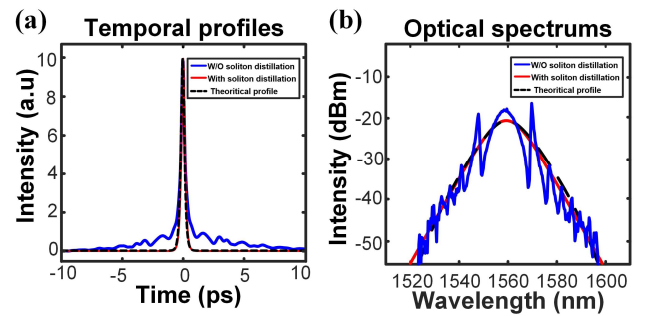 (a)
Temporal profiles
Intensity (a.u)
10
8
6
4
2
0
W/O soliton distillation
With soliton distillation
Theoritical profile
-10
-5
0
5
10
Time (ps)
(b)
Optical spectrums
Intensity (dBm)
-10
-20
-30
-40
-50
W/O soliton distillation
With soliton distillation
Theoritical profile
1520
1540
1560
1580
1600
Wavelength (nm)